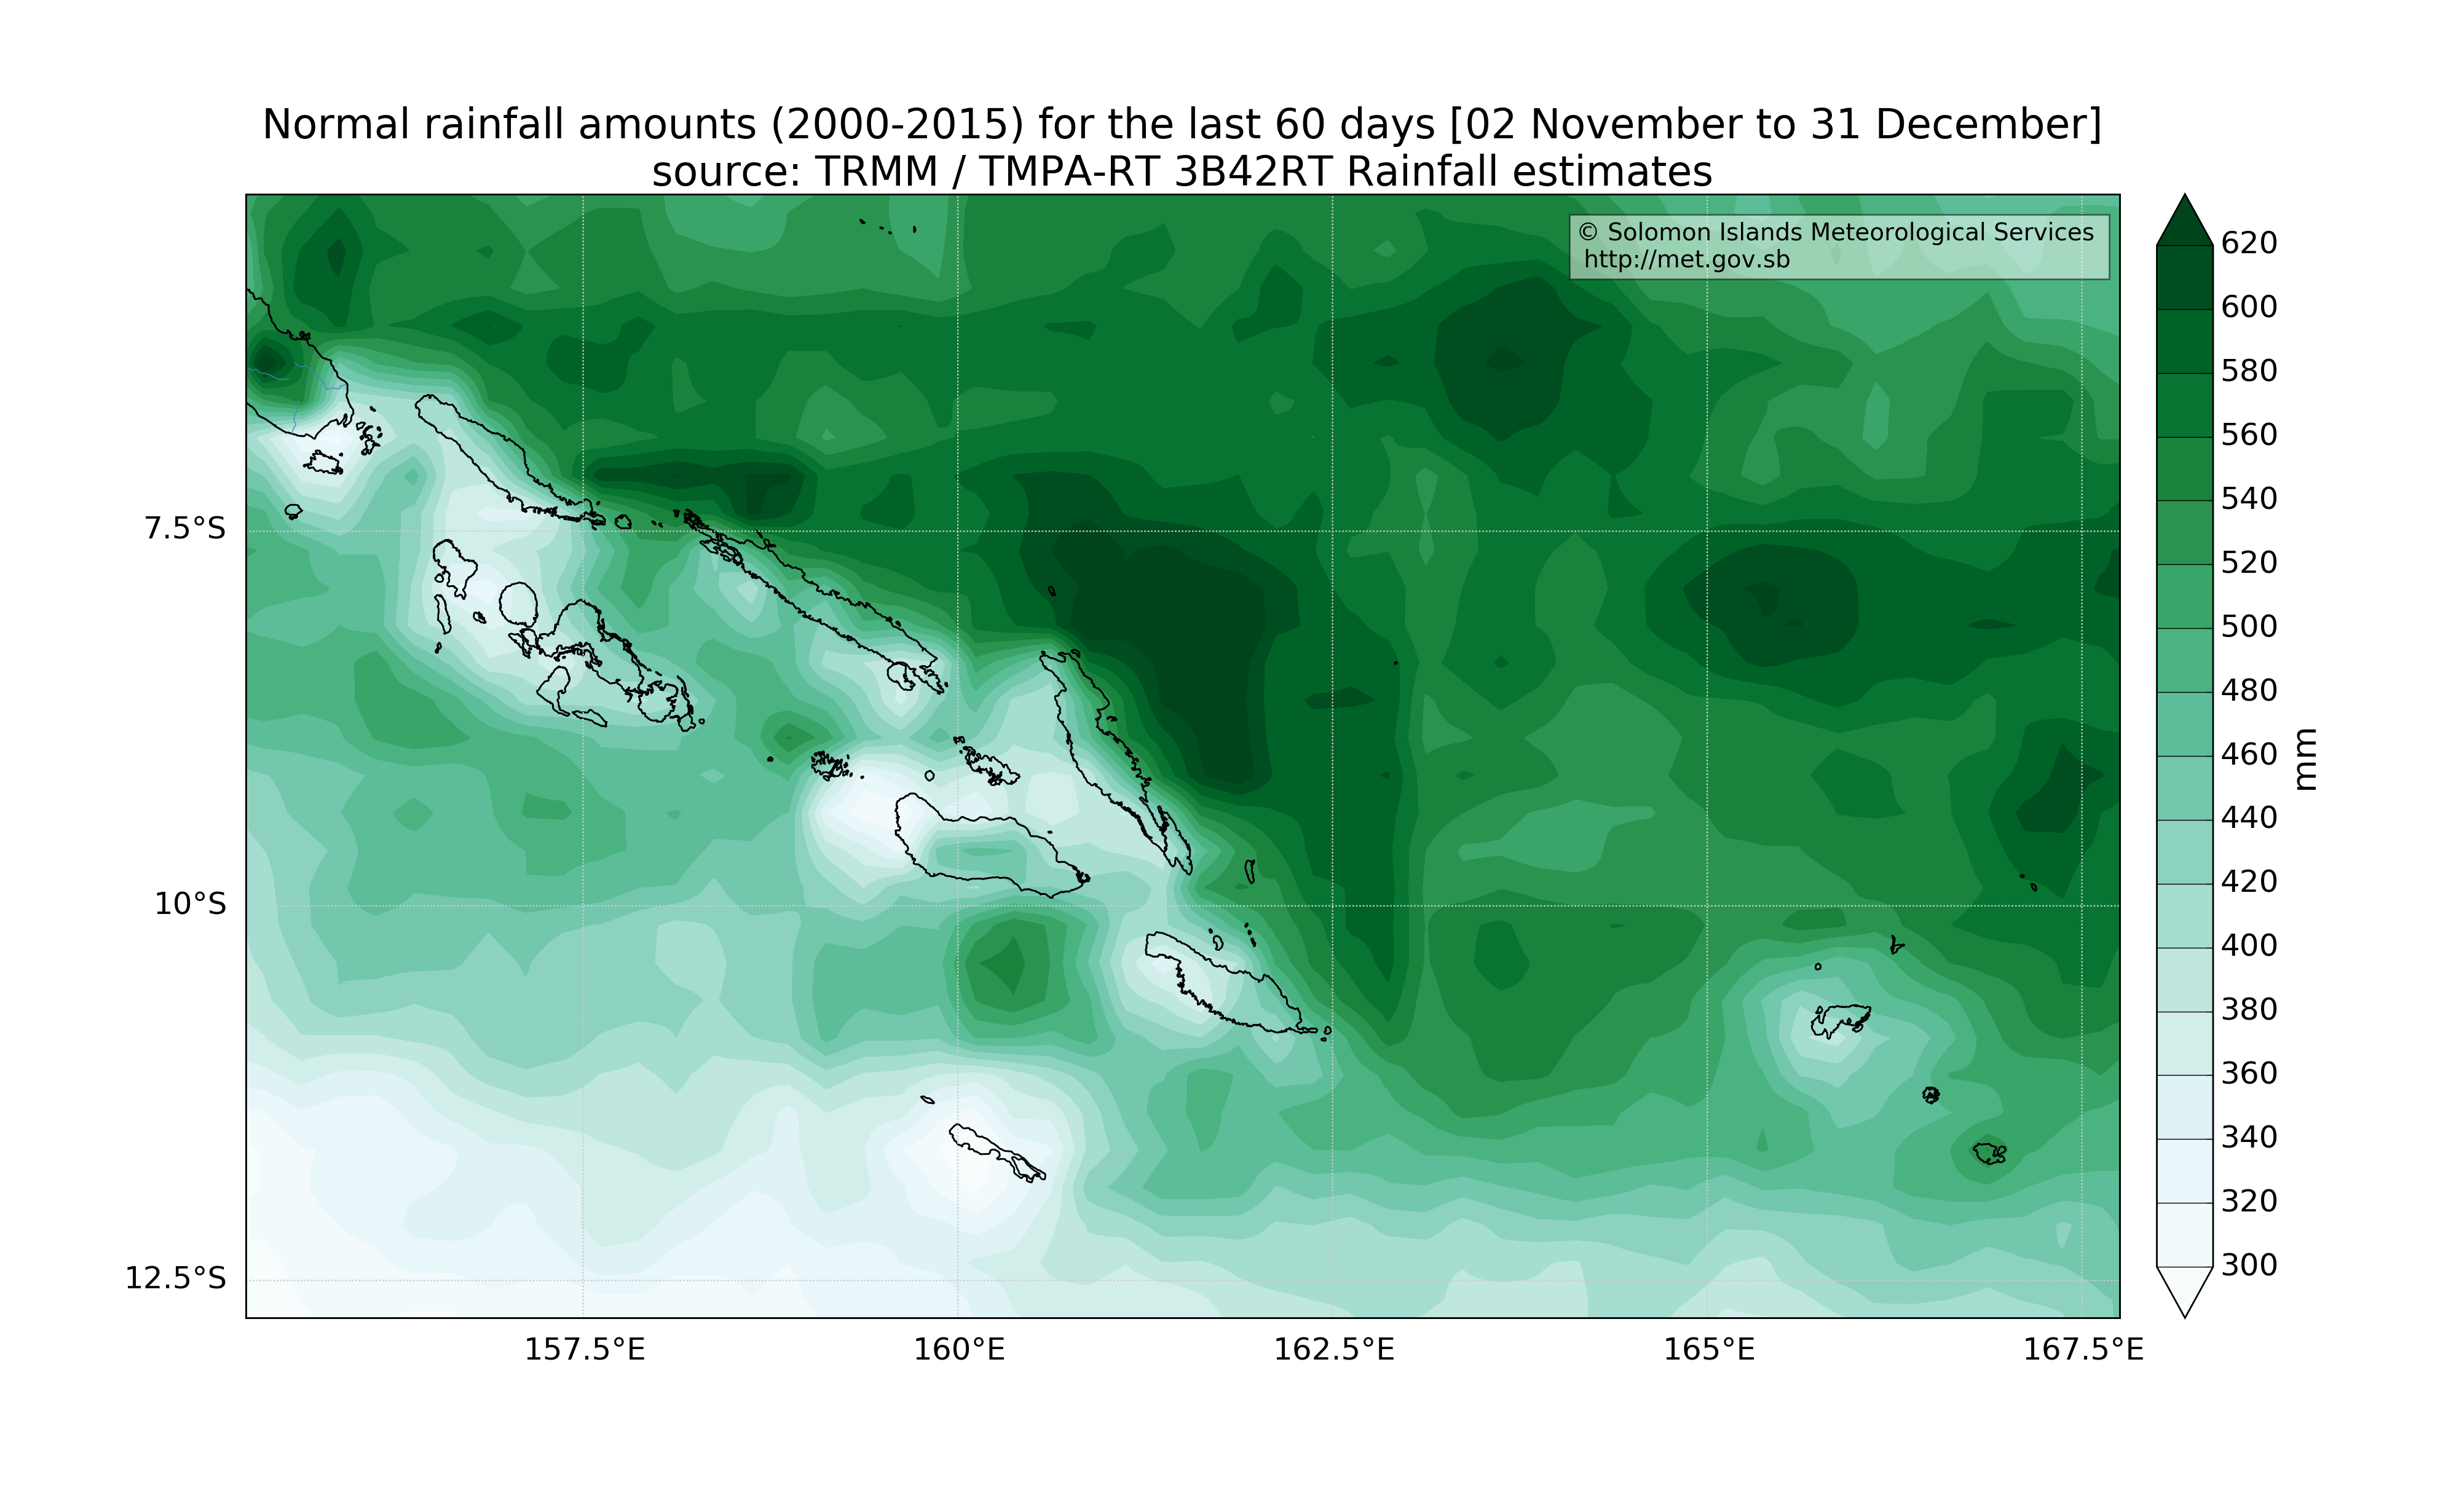 Normal rainfall amounts (2000-2015) for the last 60 days [02 November to 31 December]
source: TRMM / TMPA-RT 3B42RT Rainfall estimates
© Solomon Islands Meteorological Services
http://met.gov.sb
7.5°S
10°S
12.5°S
157.5°E
160°E
162.5°E
165°E
167.5°E
620
600
580
560
540
520
500
480
460
440
420
400
380
360
340
320
300
mm